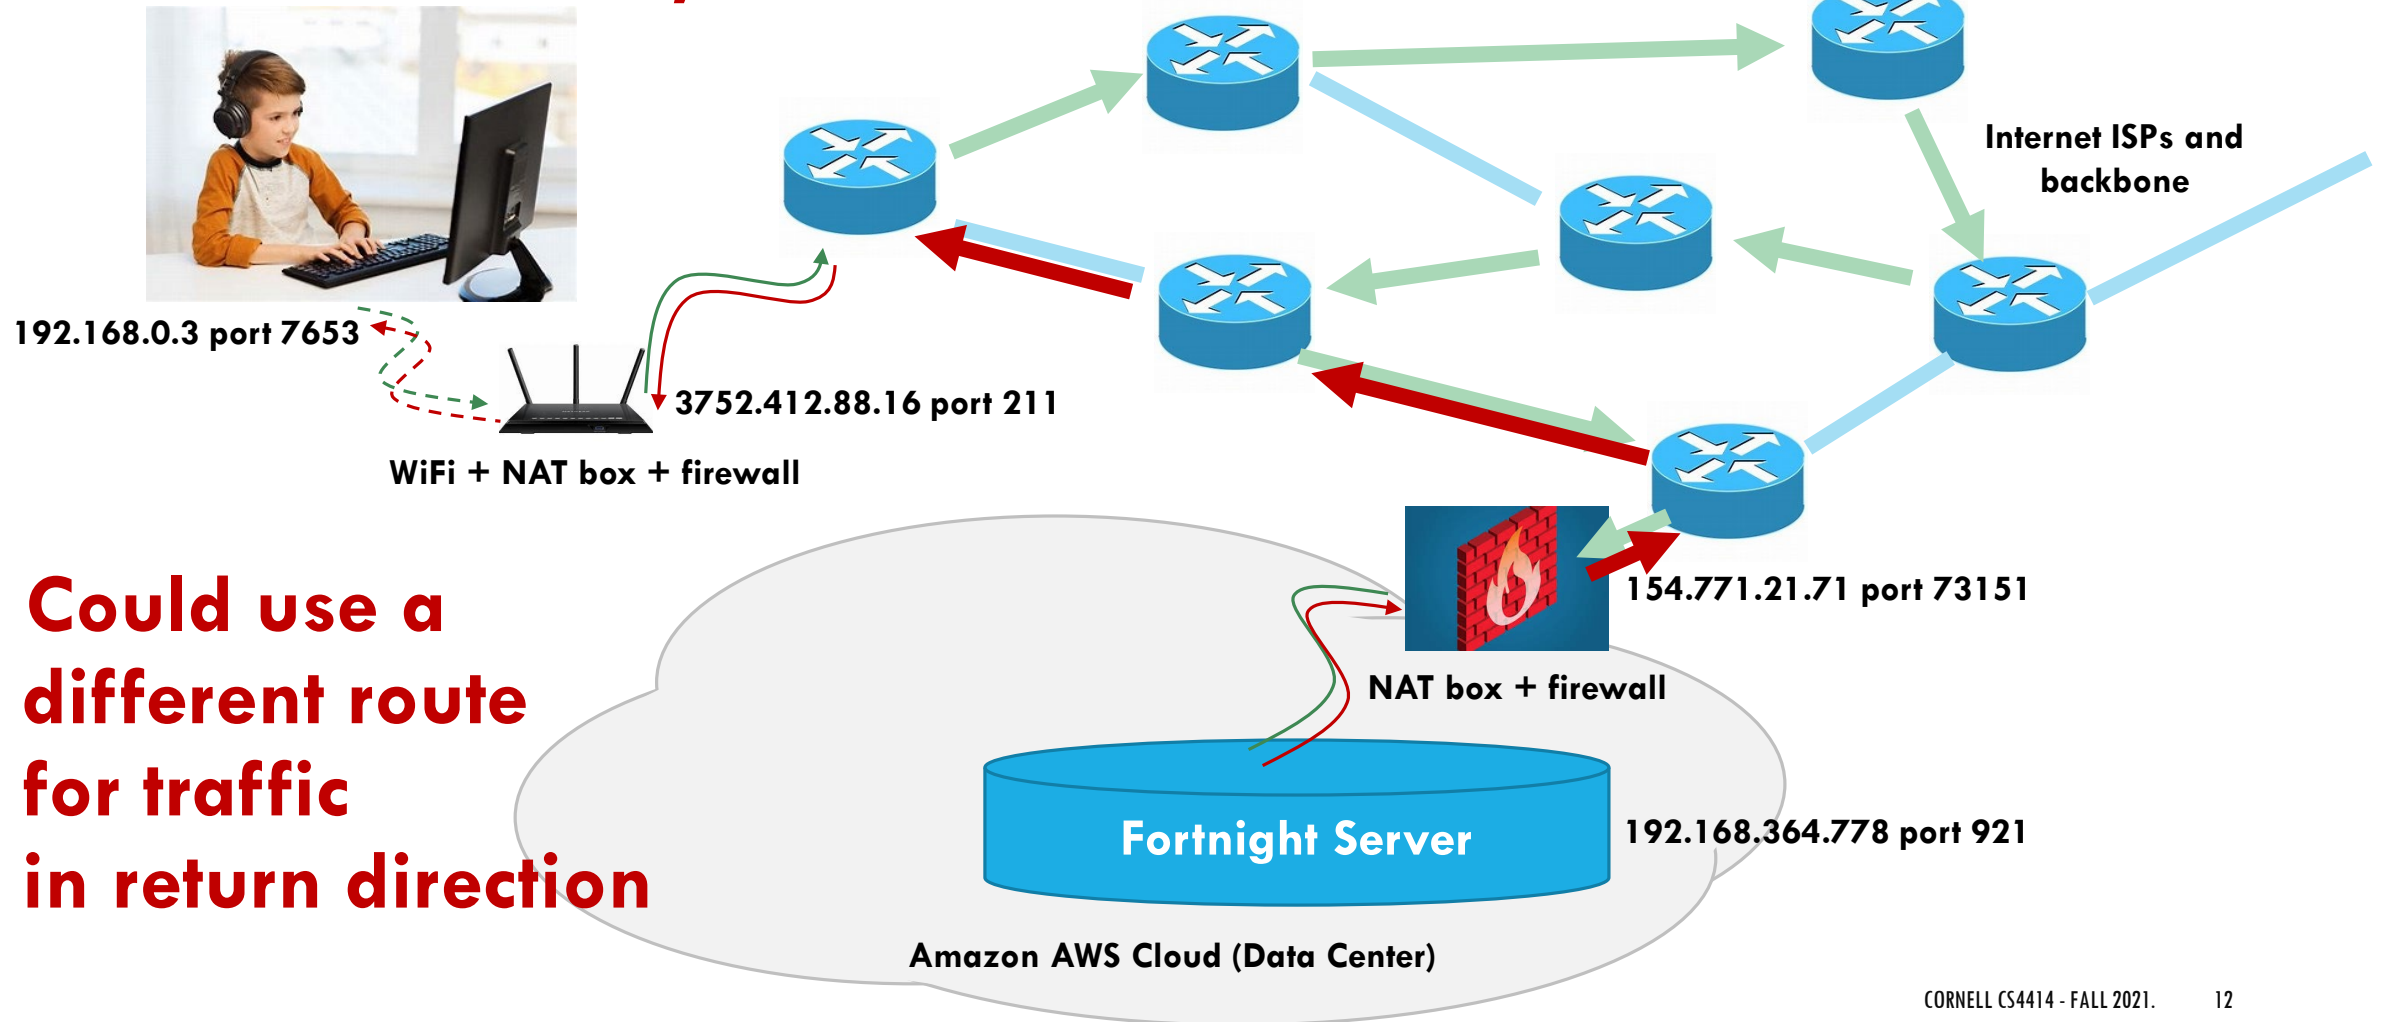 Internet ISPs and
backbone
192.168.0.3 port 7653
3752.412.88.16 port 211
WiFi + NAT box + firewall
154.771.21.71 port 73151
NAT box + firewall
Could use a
different route
for traffic
in return direction
Fortnight Server
192.168.364.778 port 921
Amazon AWS Cloud (Data Center)
CORNELL CS4414 - FALL 2021. 12